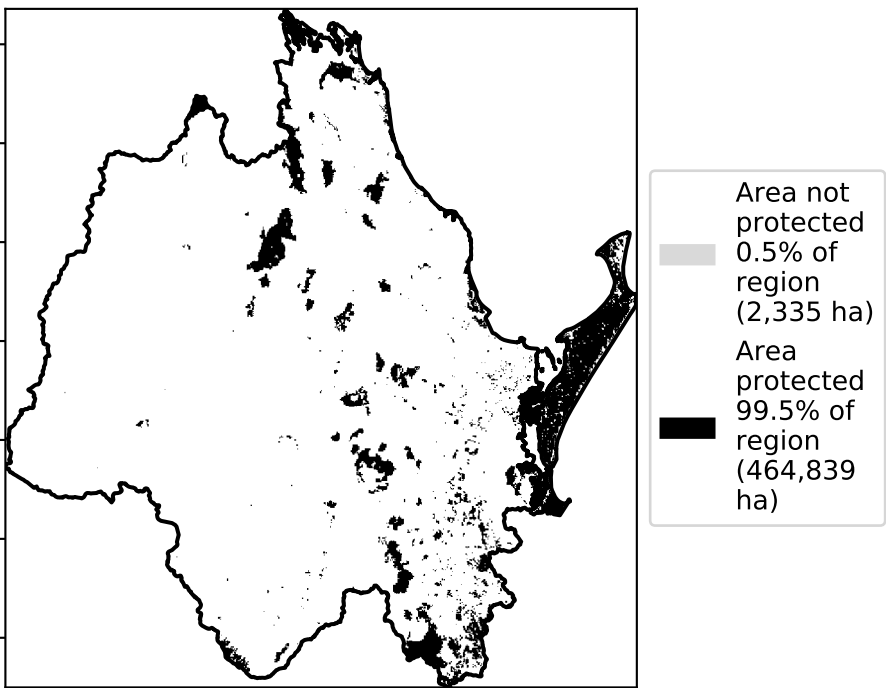 Area not
protected
0.5% of
region
(2,335 ha)
Area
protected
99.5% of
region
(464,839
ha)